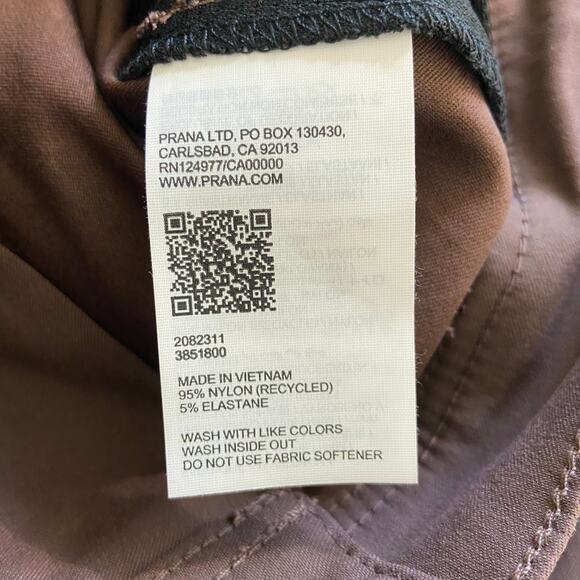 PRANA LTD, PO BOX 130430,
CARLSBAD, CA 92013
RN124977/CA00000
WWW.PRANA.COM
2082311
3851800
MADE IN VIETNAM
95% NYLON (RECYCLED)
5% ELASTANE
WASH WITH LIKE COLORS
WASH INSIDE OUT
DO NOT USE FABRIC SOFTENER